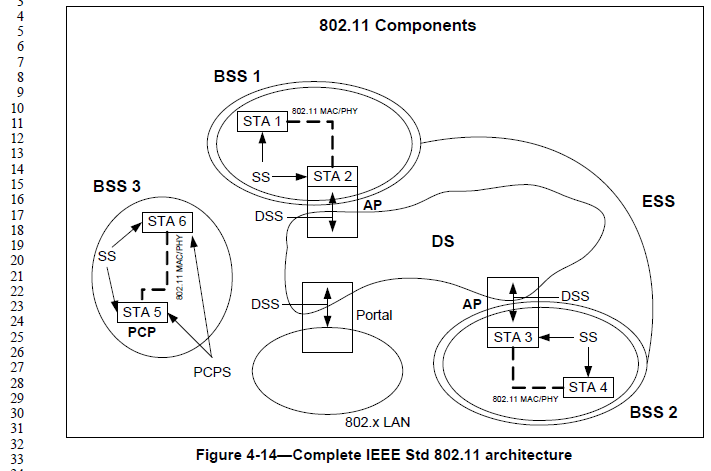 3
4
5
6
7
8
9
10
11
12
13
14
15
16
17
18
19
20
21
22
23
24
25
26
27
28
29
30
31
32
33
802.11 Components
BSS 1
802.11 MAC/PHY
STA 1
SS
STA 2
AP
DSS
BSS 3
STA 6
SS
802.11 MAC/PHY
STA 5
PCP
PCPS
ESS
DS
DSS
Portal
802.x LAN
AP
DSS
STA 3
SS
STA 4
802.11 MAC/PHY
BSS 2
Figure 4-14—Complete IEEE Std 802.11 architecture